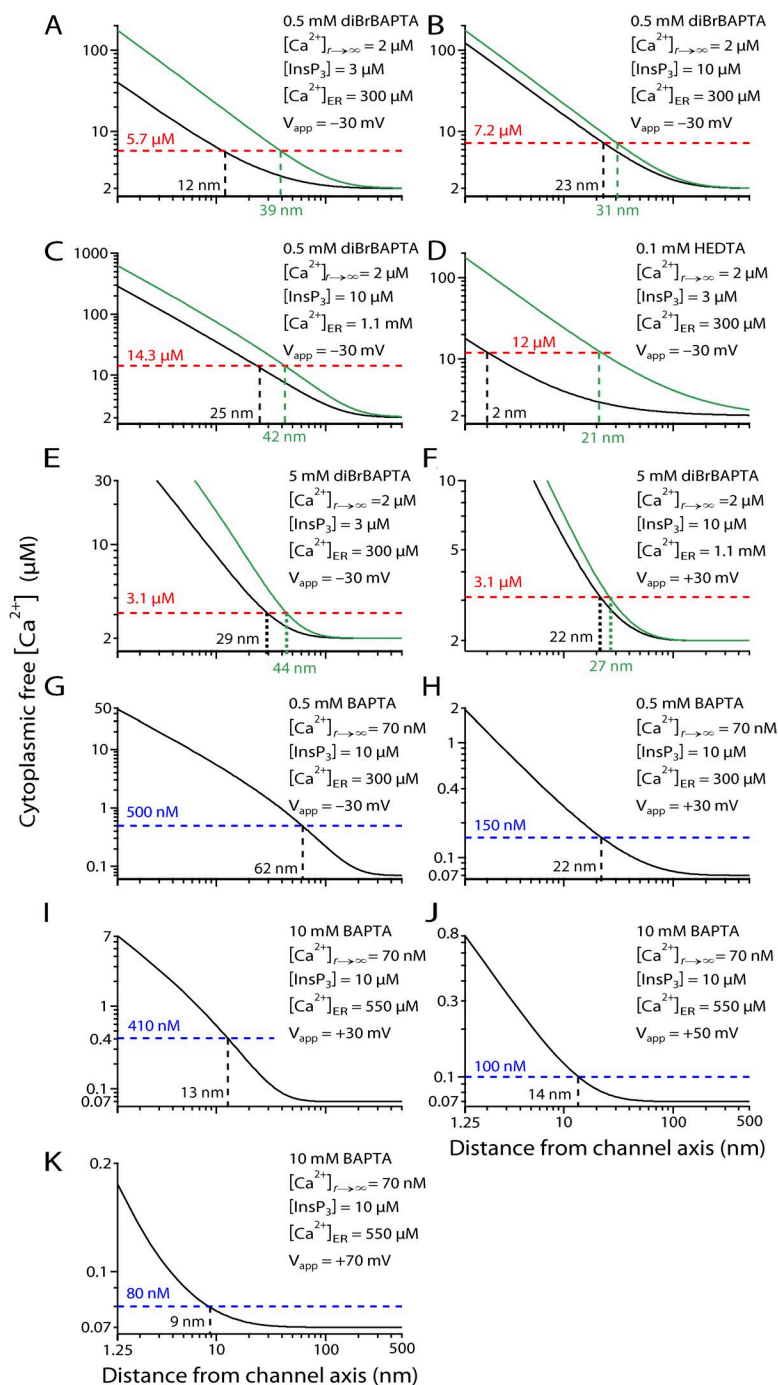 A
0.5 mM diBrBAPTA
[Ca²⁺]r→∞ = 2 μM
[InsP₃] = 3 μM
[Ca²⁺]ER = 300 μM
Vapp = –30 mV
100
10
2
5.7 μM
12 nm
39 nm
B
0.5 mM diBrBAPTA
[Ca²⁺]r→∞ = 2 μM
[InsP₃] = 10 μM
[Ca²⁺]ER = 300 μM
Vapp = –30 mV
100
10
2
7.2 μM
23 nm
31 nm
C
0.5 mM diBrBAPTA
[Ca²⁺]r→∞ = 2 μM
[InsP₃] = 10 μM
[Ca²⁺]ER = 1.1 mM
Vapp = –30 mV
1000
100
10
2
14.3 μM
25 nm
42 nm
D
0.1 mM HEDTA
[Ca²⁺]r→∞ = 2 μM
[InsP₃] = 3 μM
[Ca²⁺]ER = 300 μM
Vapp = –30 mV
100
10
2
12 μM
2 nm
21 nm
E
5 mM diBrBAPTA
[Ca²⁺]r→∞ =2 μM
[InsP₃] = 3 μM
[Ca²⁺]ER = 300 μM
Vapp = –30 mV
30
10
2
3.1 μM
29 nm
44 nm
F
5 mM diBrBAPTA
[Ca²⁺]r→∞ =2 μM
[InsP₃] = 10 μM
[Ca²⁺]ER = 1.1 mM
Vapp = +30 mV
10
5
2
3.1 μM
22 nm
27 nm
Cytoplasmic free [Ca²⁺] (μM)
G
0.5 mM BAPTA
[Ca²⁺]r→∞ = 70 nM
[InsP₃] = 10 μM
[Ca²⁺]ER = 300 μM
Vapp = –30 mV
50
10
1
0.1
500 nM
62 nm
H
0.5 mM BAPTA
[Ca²⁺]r→∞ = 70 nM
[InsP₃] = 10 μM
[Ca²⁺]ER = 300 μM
Vapp = +30 mV
2
1
0.4
0.1
0.07
150 nM
22 nm
I
10 mM BAPTA
[Ca²⁺]r→∞ = 70 nM
[InsP₃] = 10 μM
[Ca²⁺]ER = 550 μM
Vapp = +30 mV
7
1
0.4
0.1
0.07
410 nM
13 nm
J
10 mM BAPTA
[Ca²⁺]r→∞ = 70 nM
[InsP₃] = 10 μM
[Ca²⁺]ER = 550 μM
Vapp = +50 mV
0.8
0.3
0.1
0.07
100 nM
14 nm
1.25 10 100 500
Distance from channel axis (nm)
K
10 mM BAPTA
[Ca²⁺]r→∞ = 70 nM
[InsP₃] = 10 μM
[Ca²⁺]ER = 550 μM
Vapp = +70 mV
0.2
0.1
0.07
80 nM
9 nm
1.25 10 100 500
Distance from channel axis (nm)